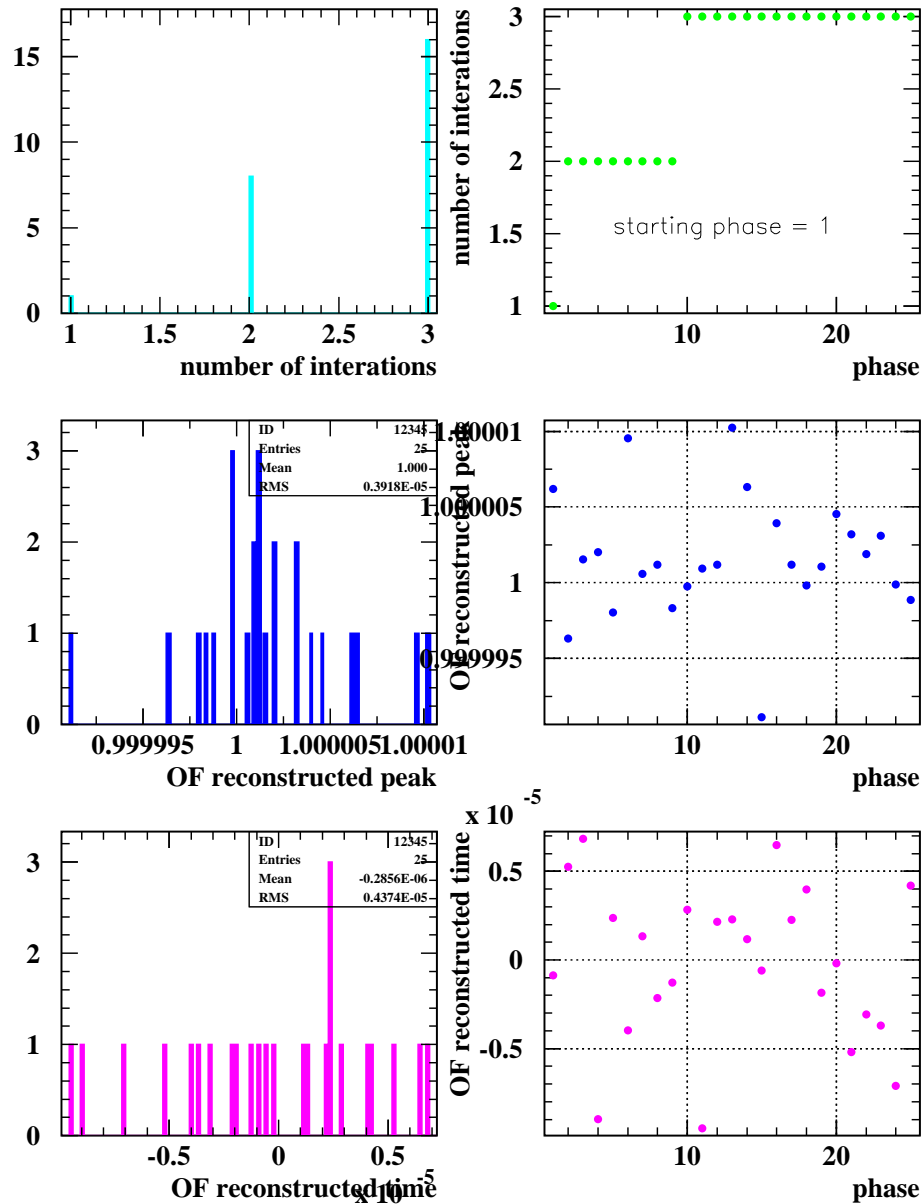 15
10
5
0
1
1.5
2
2.5
3
number of interations
number of interations
3
2.5
2
1.5
1
starting phase = 1
10
20
phase
3
2
1
0
ID 12345
Entries 25
Mean 1.000
RMS 0.3918E-05
0.999995
1
1.000005
1.00001
OF reconstructed peak
OF reconstructed peak
1.00001
1.000005
1
0.999995
10
20
phase
3
2
1
0
ID 12345
Entries 25
Mean -0.2856E-06
RMS 0.4374E-05
-0.5
0
0.5
x 10 -5
OF reconstructed time
x 10 -5
OF reconstructed time
0.5
0
-0.5
10
20
phase